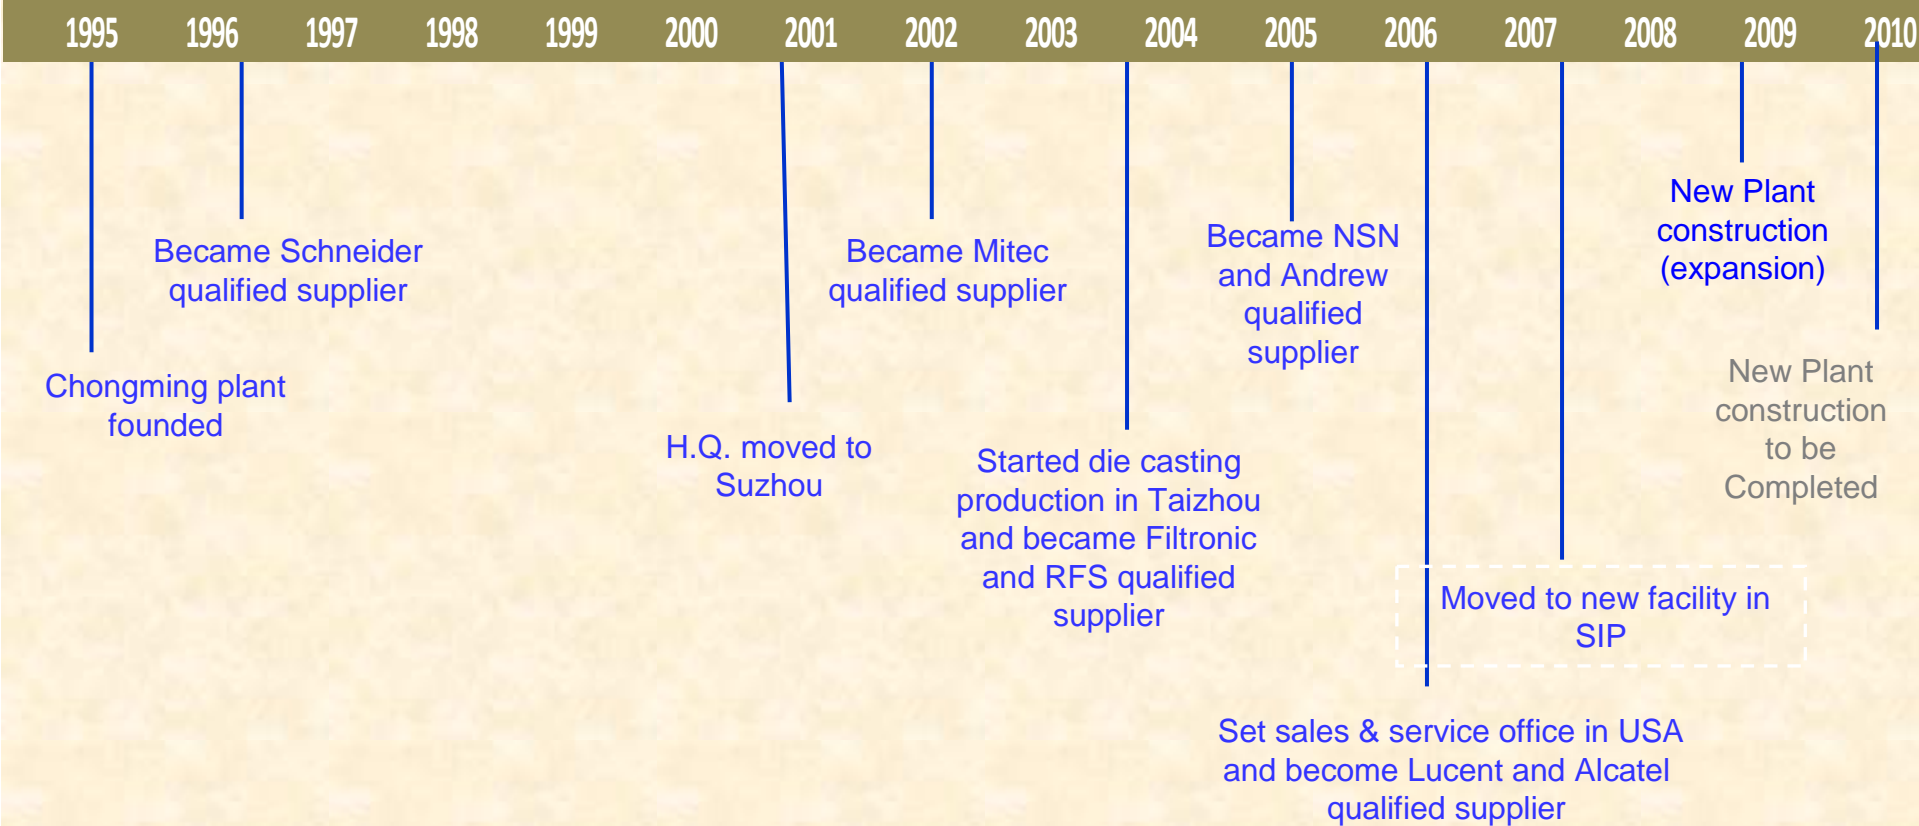 1995 1996 1997 1998 1999 2000 2001 2002 2003 2004 2005 2006 2007 2008 2009 2010
Chongming plant
founded
Became Schneider
qualified supplier
H.Q. moved to
Suzhou
Became Mitec
qualified supplier
Started die casting
production in Taizhou
and became Filtronic
and RFS qualified
supplier
Became NSN
and Andrew
qualified
supplier
Set sales & service office in USA
and become Lucent and Alcatel
qualified supplier
Moved to new facility in
SIP
New Plant
construction
(expansion)
New Plant
construction
to be
Completed